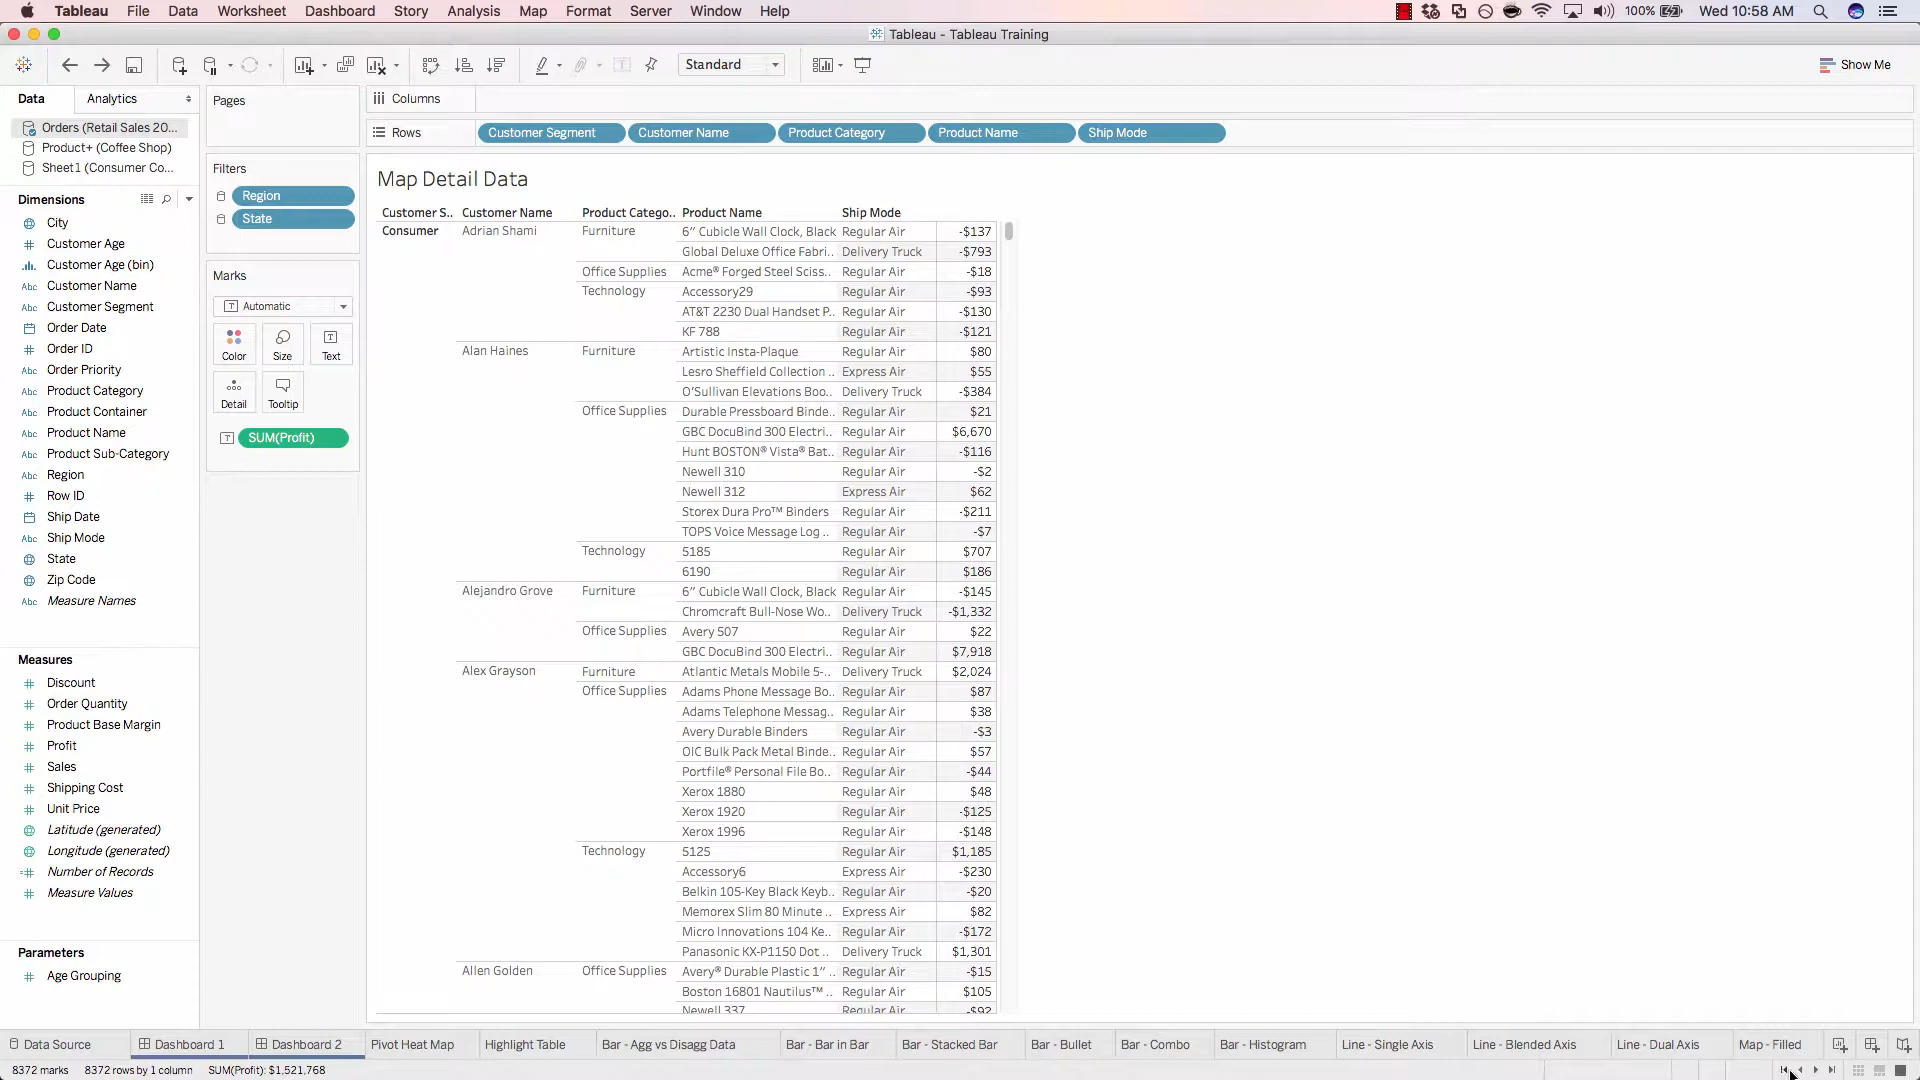 Tableau File Data Worksheet Dashboard Story Analysis Map Format Server Window Help 100% Wed 10:58 AM
Tableau - Tableau Training
Standard Show Me
Data Analytics
Orders (Retail Sales 20...
Product+ (Coffee Shop)
Sheet1 (Consumer Co...
Dimensions
City
Customer Age
Customer Age (bin)
Abc Customer Name
Abc Customer Segment
Order Date
Order ID
Abc Order Priority
Abc Product Category
Abc Product Container
Abc Product Name
Abc Product Sub-Category
Abc Region
Row ID
Ship Date
Abc Ship Mode
State
Zip Code
Abc Measure Names
Measures
Discount
Order Quantity
Product Base Margin
Profit
Sales
Shipping Cost
Unit Price
Latitude (generated)
Longitude (generated)
Number of Records
Measure Values
Parameters
Age Grouping
Pages
Filters
Region
State
Marks
Automatic
Color Size Text
Detail Tooltip
SUM(Profit)
Columns
Rows Customer Segment Customer Name Product Category Product Name Ship Mode
Map Detail Data
Customer S.. Customer Name Product Catego.. Product Name Ship Mode
Consumer Adrian Shami Furniture 6" Cubicle Wall Clock, Black Regular Air -$137
Global Deluxe Office Fabri.. Delivery Truck -$793
Office Supplies Acme® Forged Steel Sciss.. Regular Air -$18
Technology Accessory29 Regular Air -$93
AT&T 2230 Dual Handset P.. Regular Air -$130
KF 788 Regular Air -$121
Alan Haines Furniture Artistic Insta-Plaque Regular Air $80
Lesro Sheffield Collection .. Express Air $55
O'Sullivan Elevations Boo.. Delivery Truck -$384
Office Supplies Durable Pressboard Binde.. Regular Air $21
GBC DocuBind 300 Electri.. Regular Air $6,670
Hunt BOSTON® Vista® Bat.. Regular Air -$116
Newell 310 Regular Air -$2
Newell 312 Express Air $62
Storex Dura Pro™ Binders Regular Air -$211
TOPS Voice Message Log .. Regular Air -$7
Technology 5185 Regular Air $707
6190 Regular Air $186
Alejandro Grove Furniture 6" Cubicle Wall Clock, Black Regular Air -$145
Chromcraft Bull-Nose Wo.. Delivery Truck -$1,332
Office Supplies Avery 507 Regular Air $22
GBC DocuBind 300 Electri.. Regular Air $7,918
Alex Grayson Furniture Atlantic Metals Mobile 5-.. Delivery Truck $2,024
Office Supplies Adams Phone Message Bo.. Regular Air $87
Adams Telephone Messag.. Regular Air $38
Avery Durable Binders Regular Air -$3
OIC Bulk Pack Metal Binde.. Regular Air $57
Portfile® Personal File Bo.. Regular Air -$44
Xerox 1880 Regular Air $48
Xerox 1920 Regular Air -$125
Xerox 1996 Regular Air -$148
Technology 5125 Regular Air $1,185
Accessory6 Express Air -$230
Belkin 105-Key Black Keyb.. Regular Air -$20
Memorex Slim 80 Minute .. Express Air $82
Micro Innovations 104 Ke.. Regular Air -$172
Panasonic KX-P1150 Dot .. Delivery Truck $1,301
Allen Golden Office Supplies Avery® Durable Plastic 1" .. Regular Air -$15
Boston 16801 Nautilus™ .. Regular Air $105
Newell 337 Regular Air -$92
Data Source Dashboard 1 Dashboard 2 Pivot Heat Map Highlight Table Bar - Agg vs Disagg Data Bar - Bar in Bar Bar - Stacked Bar Bar - Bullet Bar - Combo Bar - Histogram Line - Single Axis Line - Blended Axis Line - Dual Axis Map - Filled
8372 marks 8372 rows by 1 column SUM(Profit): $1,521,768